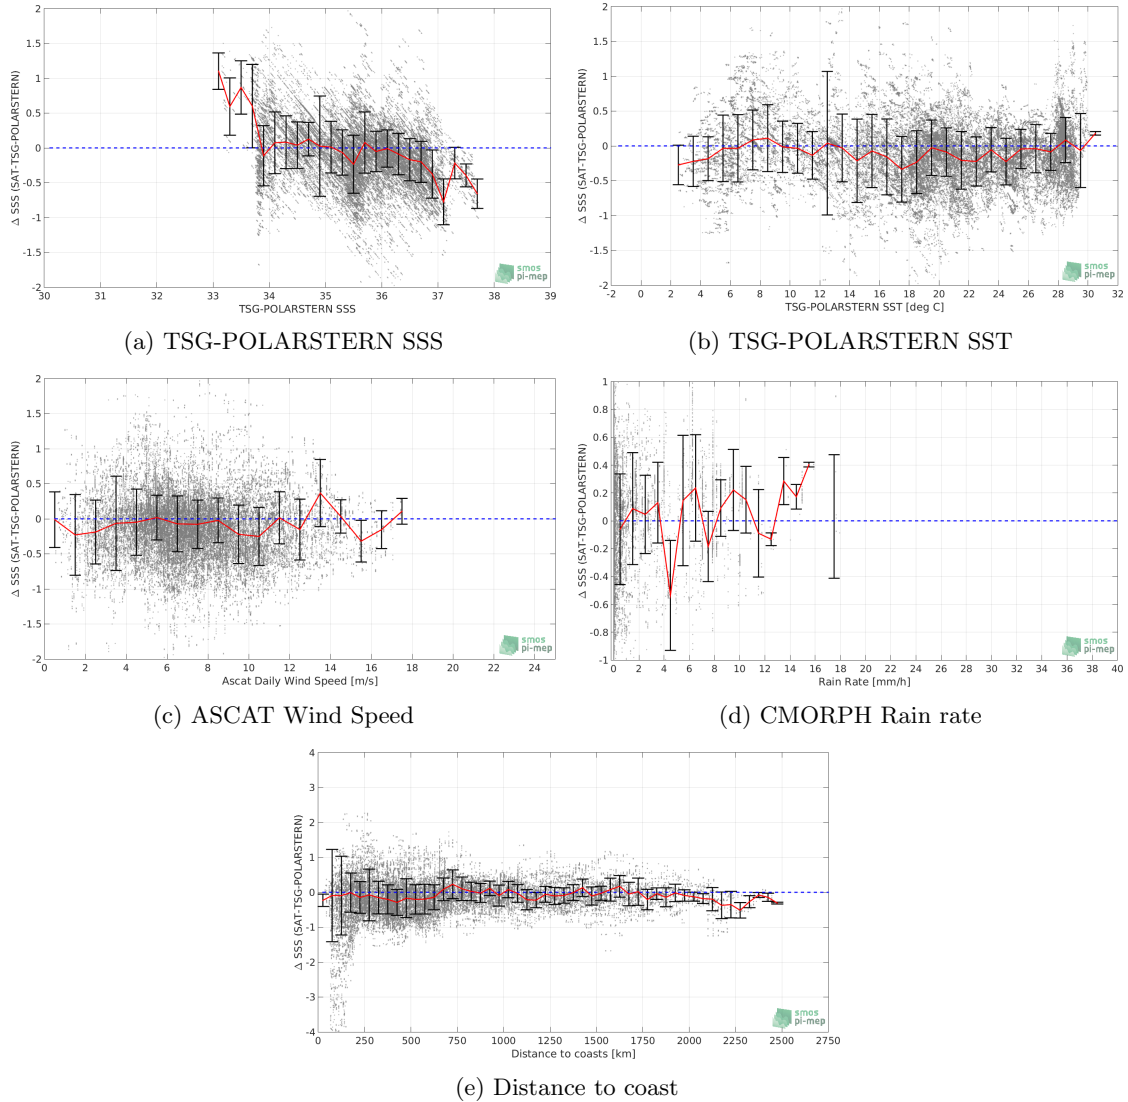 Δ SSS (SAT-TSG-POLARSTERN)
2
1.5
1
0.5
0
-0.5
-1
-1.5
-2
30 31 32 33 34 35 36 37 38 39
TSG-POLARSTERN SSS
smos
pi-mep
(a) TSG-POLARSTERN SSS
Δ SSS (SAT-TSG-POLARSTERN)
2
1.5
1
0.5
0
-0.5
-1
-1.5
-2
-2 0 2 4 6 8 10 12 14 16 18 20 22 24 26 28 30 32
TSG-POLARSTERN SST [deg C]
smos
pi-mep
(b) TSG-POLARSTERN SST
Δ SSS (SAT-TSG-POLARSTERN)
2
1.5
1
0.5
0
-0.5
-1
-1.5
-2
0 2 4 6 8 10 12 14 16 18 20 22 24
Ascat Daily Wind Speed [m/s]
smos
pi-mep
(c) ASCAT Wind Speed
Δ SSS (SAT-TSG-POLARSTERN)
1
0.8
0.6
0.4
0.2
0
-0.2
-0.4
-0.6
-0.8
-1
0 2 4 6 8 10 12 14 16 18 20 22 24 26 28 30 32 34 36 38 40
Rain Rate [mm/h]
smos
pi-mep
(d) CMORPH Rain rate
Δ SSS (SAT-TSG-POLARSTERN)
4
3
2
1
0
-1
-2
-3
-4
0 250 500 750 1000 1250 1500 1750 2000 2250 2500 2750
Distance to coasts [km]
smos
pi-mep
(e) Distance to coast